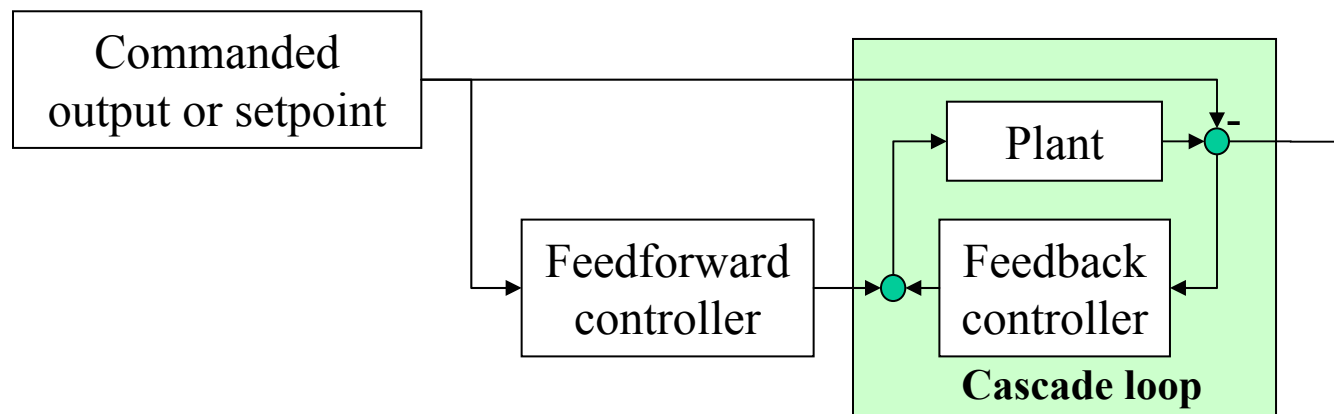 Commanded
output or setpoint
-
Plant
Feedforward
controller
Feedback
controller
Cascade loop